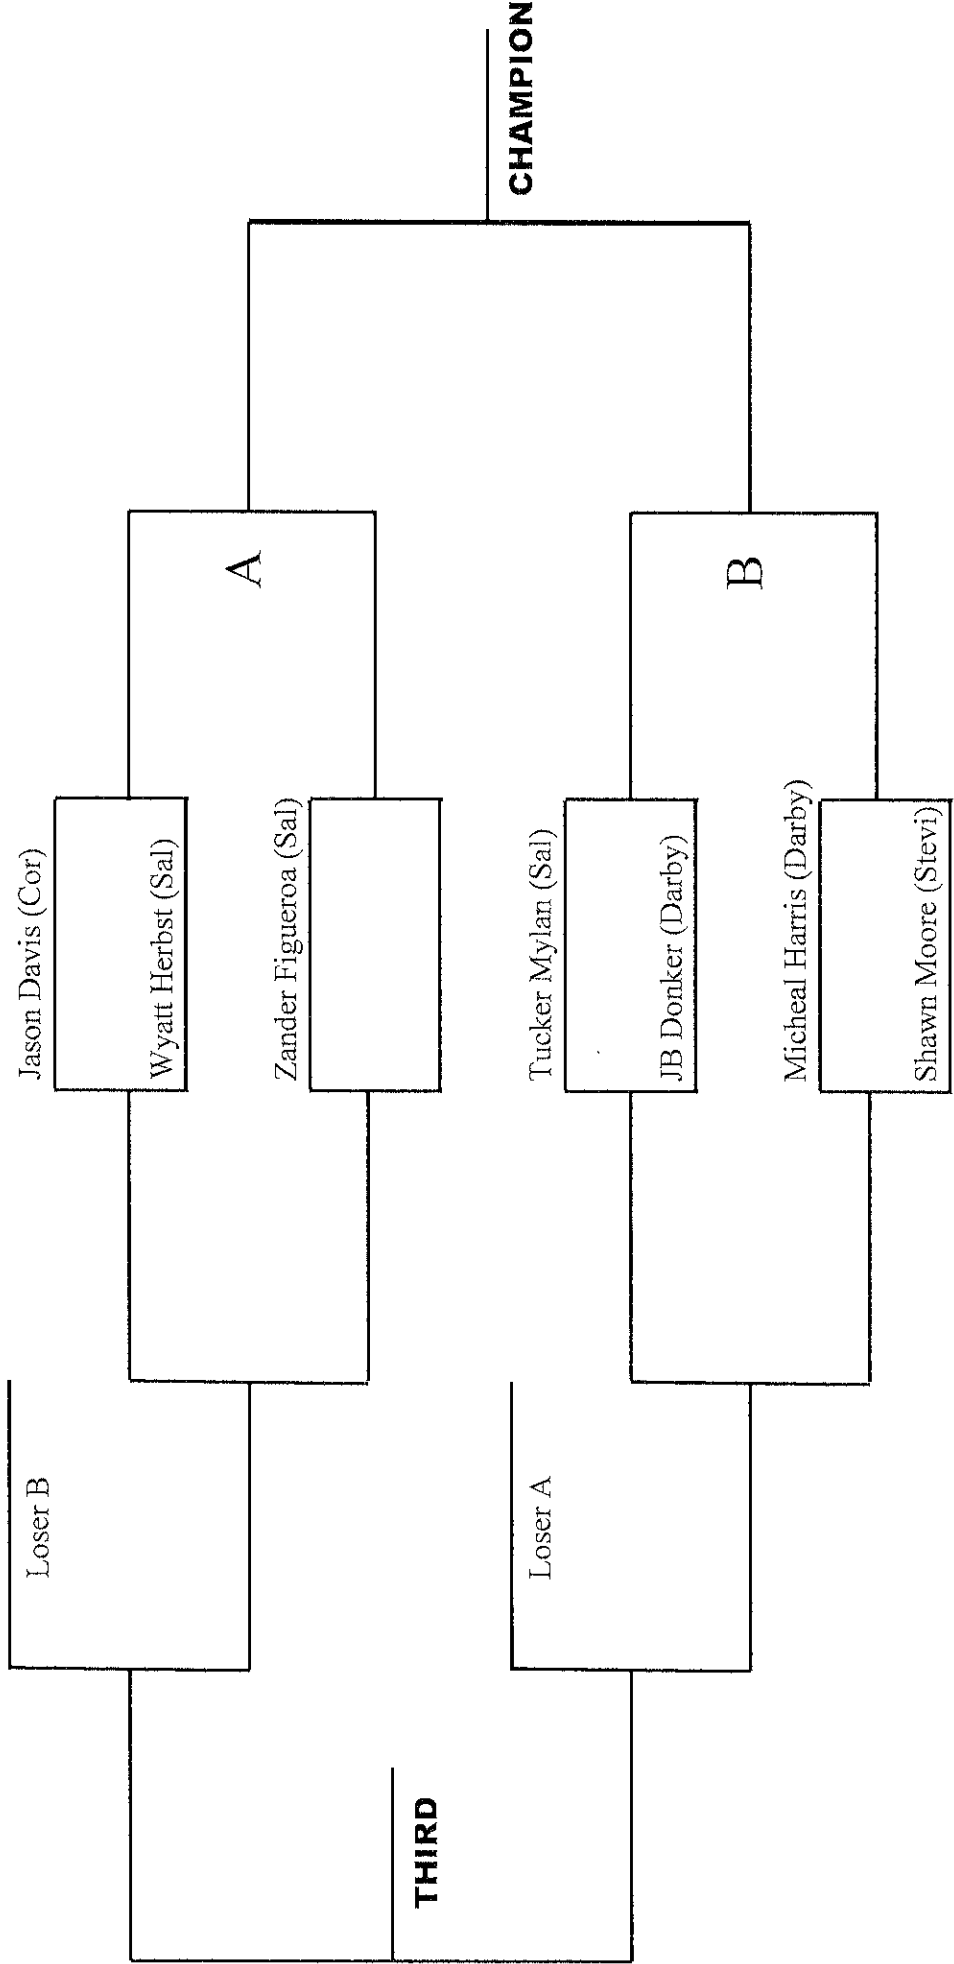 Jason Davis (Cor)
Wyatt Herbst (Sal)
Zander Figueroa (Sal)
Tucker Mylan (Sal)
JB Donker (Darby)
Micheal Harris (Darby)
Shawn Moore (Stevi)
A
B
CHAMPION
Loser B
Loser A
THIRD